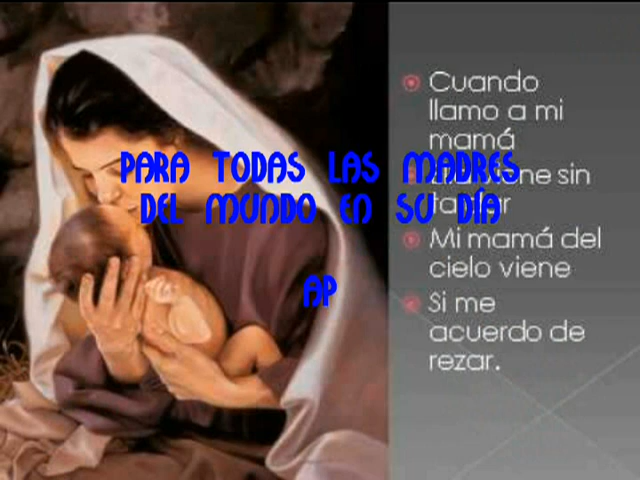 PARA TODAS LAS MADRES
DEL MUNDO EN SU DÍA
AP
Cuando
llamo a mi
mamá
sin
Mi mamá del
cielo viene
Si me
acuerdo de
rezar.